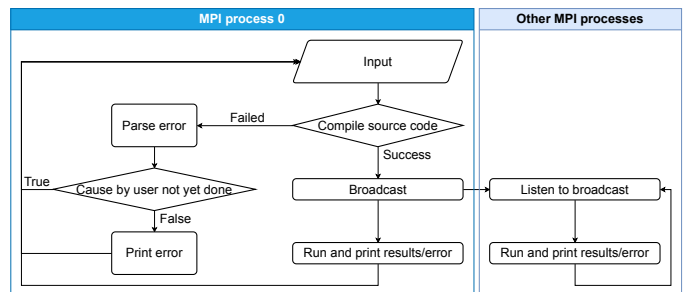 MPI process 0
Other MPI processes
Input
Compile source code
Failed
Parse error
Success
Cause by user not yet done
True
False
Print error
Broadcast
Listen to broadcast
Run and print results/error
Run and print results/error